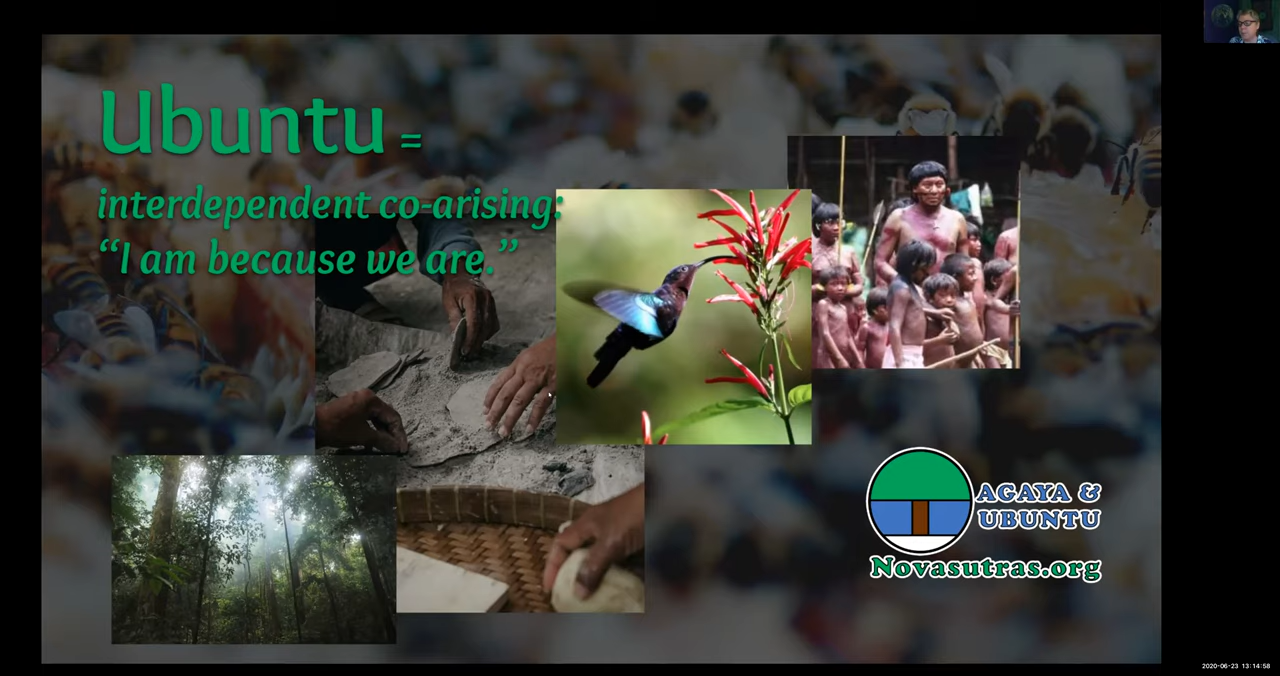 Ubuntu =
interdependent co-arising:
“I am because we are.”
AGAYA &
UBUNTU
Novasutras.org
2020-06-23 13:14:58